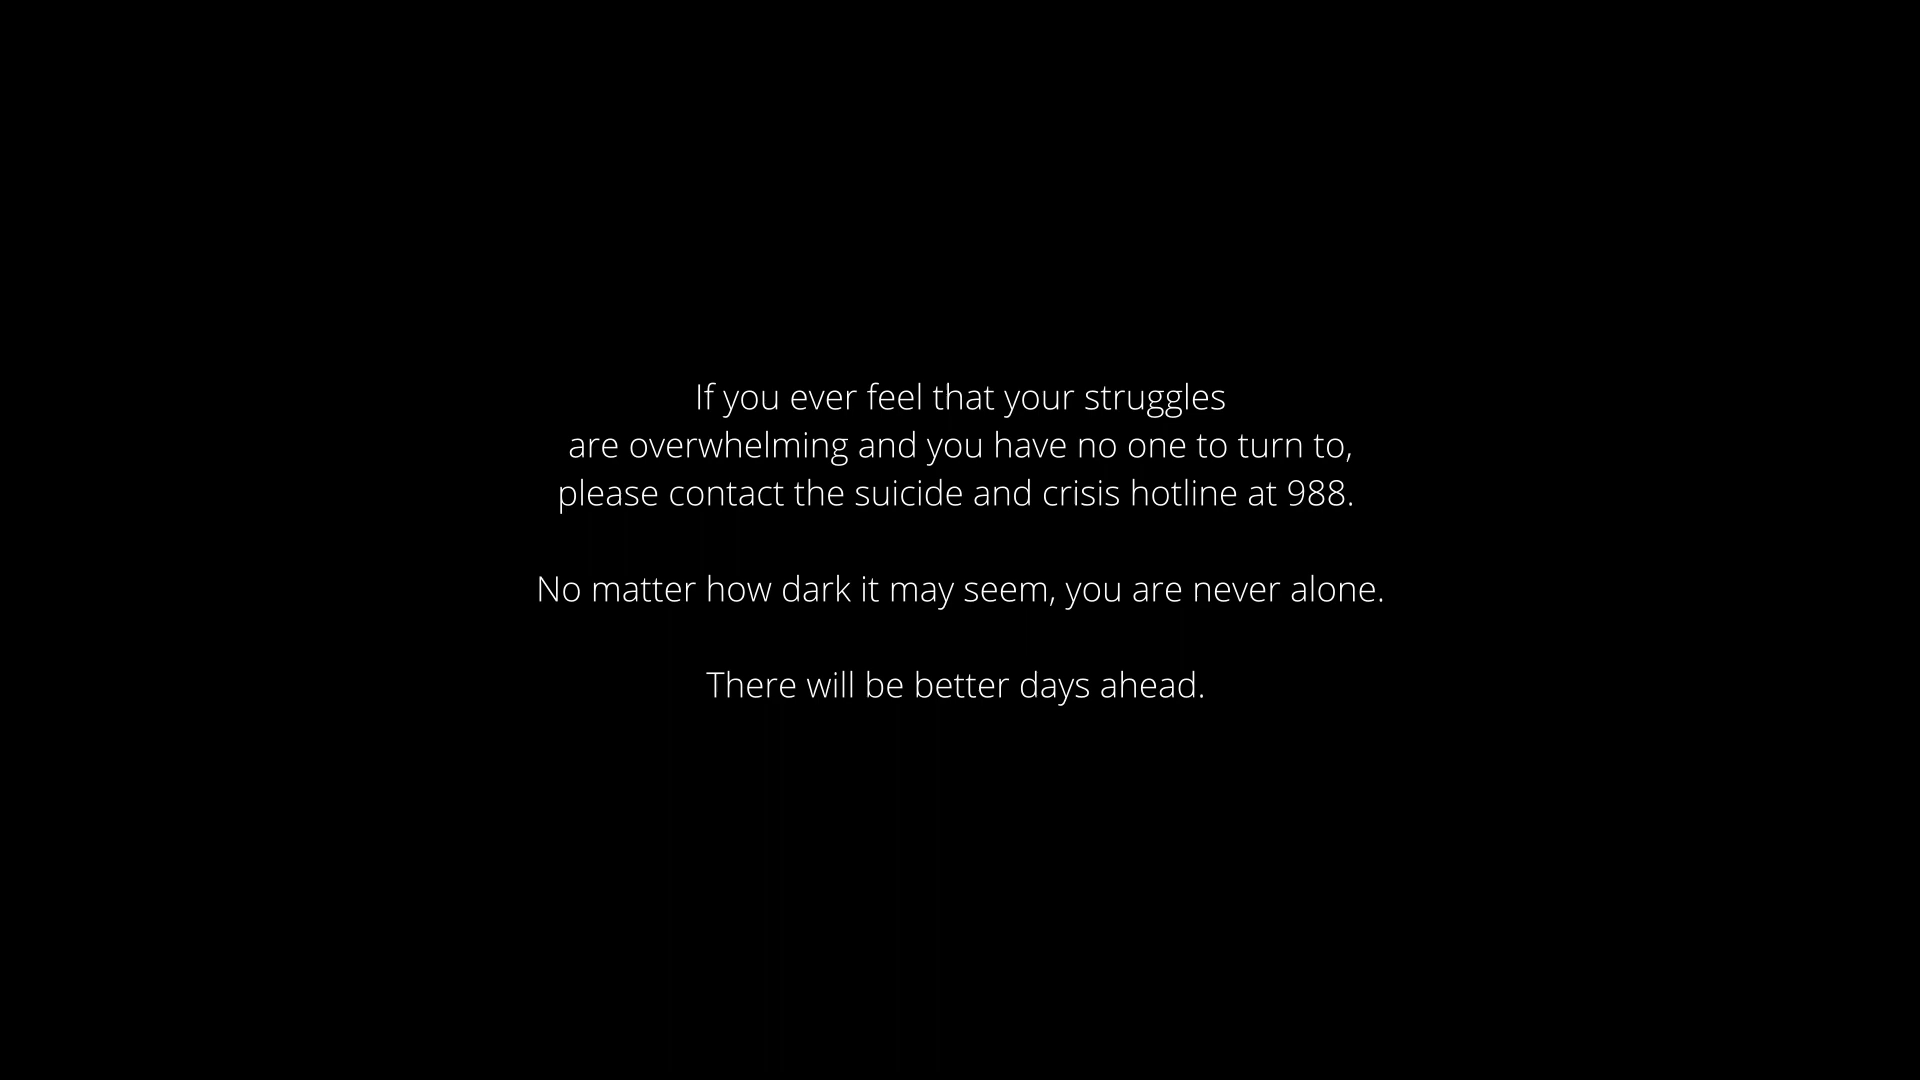 If you ever feel that your struggles
are overwhelming and you have no one to turn to,
please contact the suicide and crisis hotline at 988.
No matter how dark it may seem, you are never alone.
There will be better days ahead.